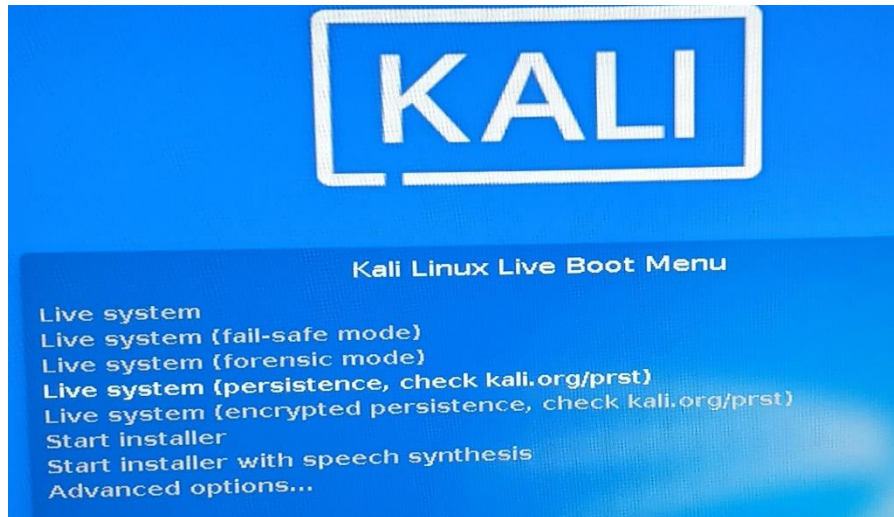 KALI
Kali Linux Live Boot Menu
Live system
Live system (fail-safe mode)
Live system (forensic mode)
Live system (persistence, check kali.org/prst)
Live system (encrypted persistence, check kali.org/prst)
Start installer
Start installer with speech synthesis
Advanced options...